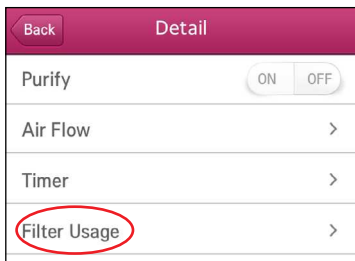 Back Detail
Purify ON OFF
Air Flow >
Timer >
Filter Usage >